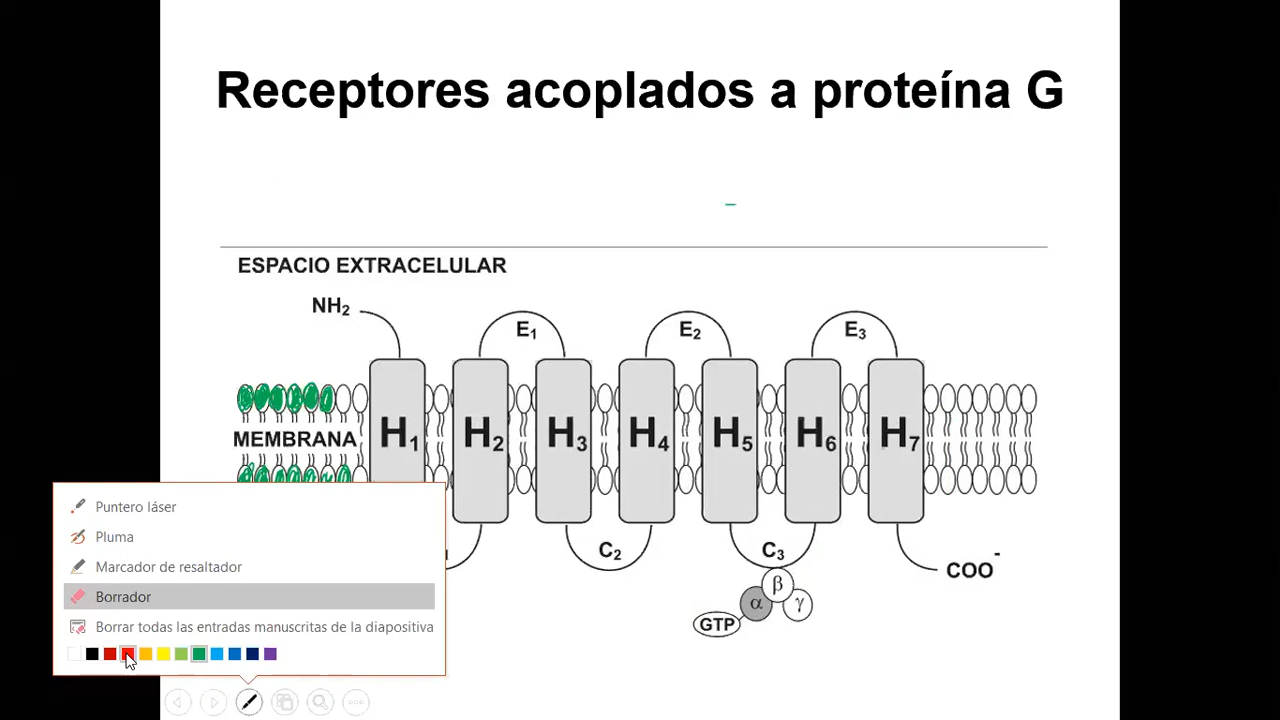 Receptores acoplados a proteína G
ESPACIO EXTRACELULAR
NH₂
E₁ E₂ E₃
MEMBRANA H₁ H₂ H₃ H₄ H₅ H₆ H₇
C₂ C₃ COO⁻
β
α γ
GTP
Puntero láser
Pluma
Marcador de resaltador
Borrador
Borrar todas las entradas manuscritas de la diapositiva